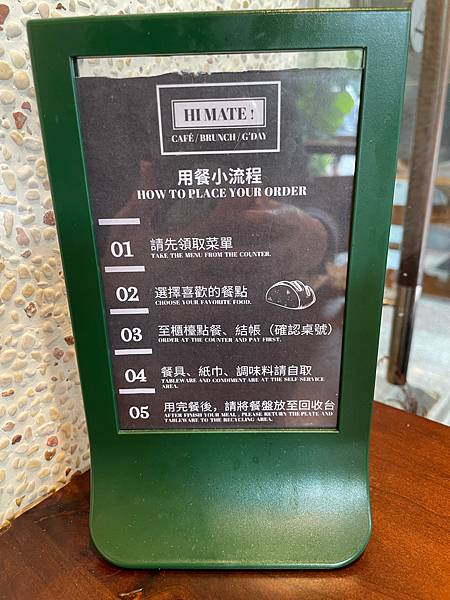 HI MATE !
CAFÉ / BRUNCH / G'DAY
用餐小流程
HOW TO PLACE YOUR ORDER
01 請先領取菜單
TAKE THE MENU FROM THE COUNTER.
02 選擇喜歡的餐點
CHOOSE YOUR FAVORITE FOOD.
03 至櫃檯點餐、結帳（確認桌號）
ORDER AT THE COUNTER AND PAY FIRST.
04 餐具、紙巾、調味料請自取
TABLEWARE AND CONDIMENT ARE AT THE SELF-SERVICE
AREA.
05 用完餐後，請將餐盤放至回收台
AFTER FINISH YOUR MEAL , PLEASE RETURN THE PLATE AND
TABLEWARE TO THE RECYCLING AREA.